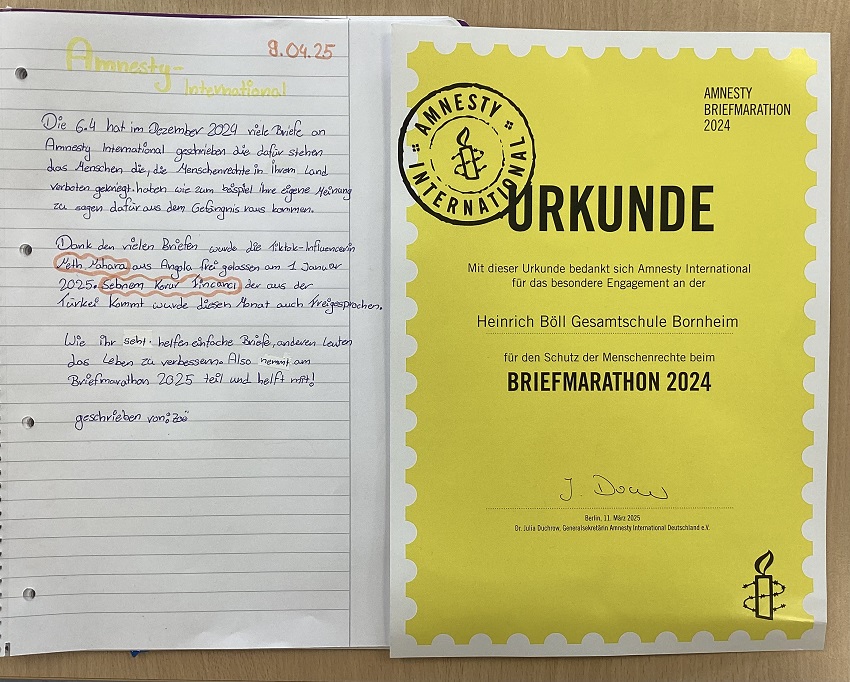 Amnesty-
International
9.04.25
Die 6.4 hat im Dezember 2024 viele Briefe an
Amnesty International geschrieben die dafür stehen
das Menschen die, die Menschenrechte in ihrem Land
verboten gekriegt haben wie zum beispiel ihre eigene Meinung
zu sagen dafür aus dem Gefängnis raus kommen.
Dank den vielen Briefen wurde die Tiktok-Influencerin
Neth Nahara aus Angola frei gelassen am 1 Januar
2025. Sebnem Korur Fincanci der aus der
Türkei kommt wurde diesen Monat auch freigesprochen.
Wie ihr seht helfen einfache Briefe, anderen Leuten
das Leben zu verbessern. Also nemmt am
Briefmarathon 2025 teil und helft mit!
geschrieben von: Zoë
AMNESTY
INTERNATIONAL
AMNESTY
BRIEFMARATHON
2024
URKUNDE
Mit dieser Urkunde bedankt sich Amnesty International
für das besondere Engagement an der
Heinrich Böll Gesamtschule Bornheim
für den Schutz der Menschenrechte beim
BRIEFMARATHON 2024
Berlin, 11. März 2025
Dr. Julia Duchrow, Generalsekretärin Amnesty International Deutschland e.V.